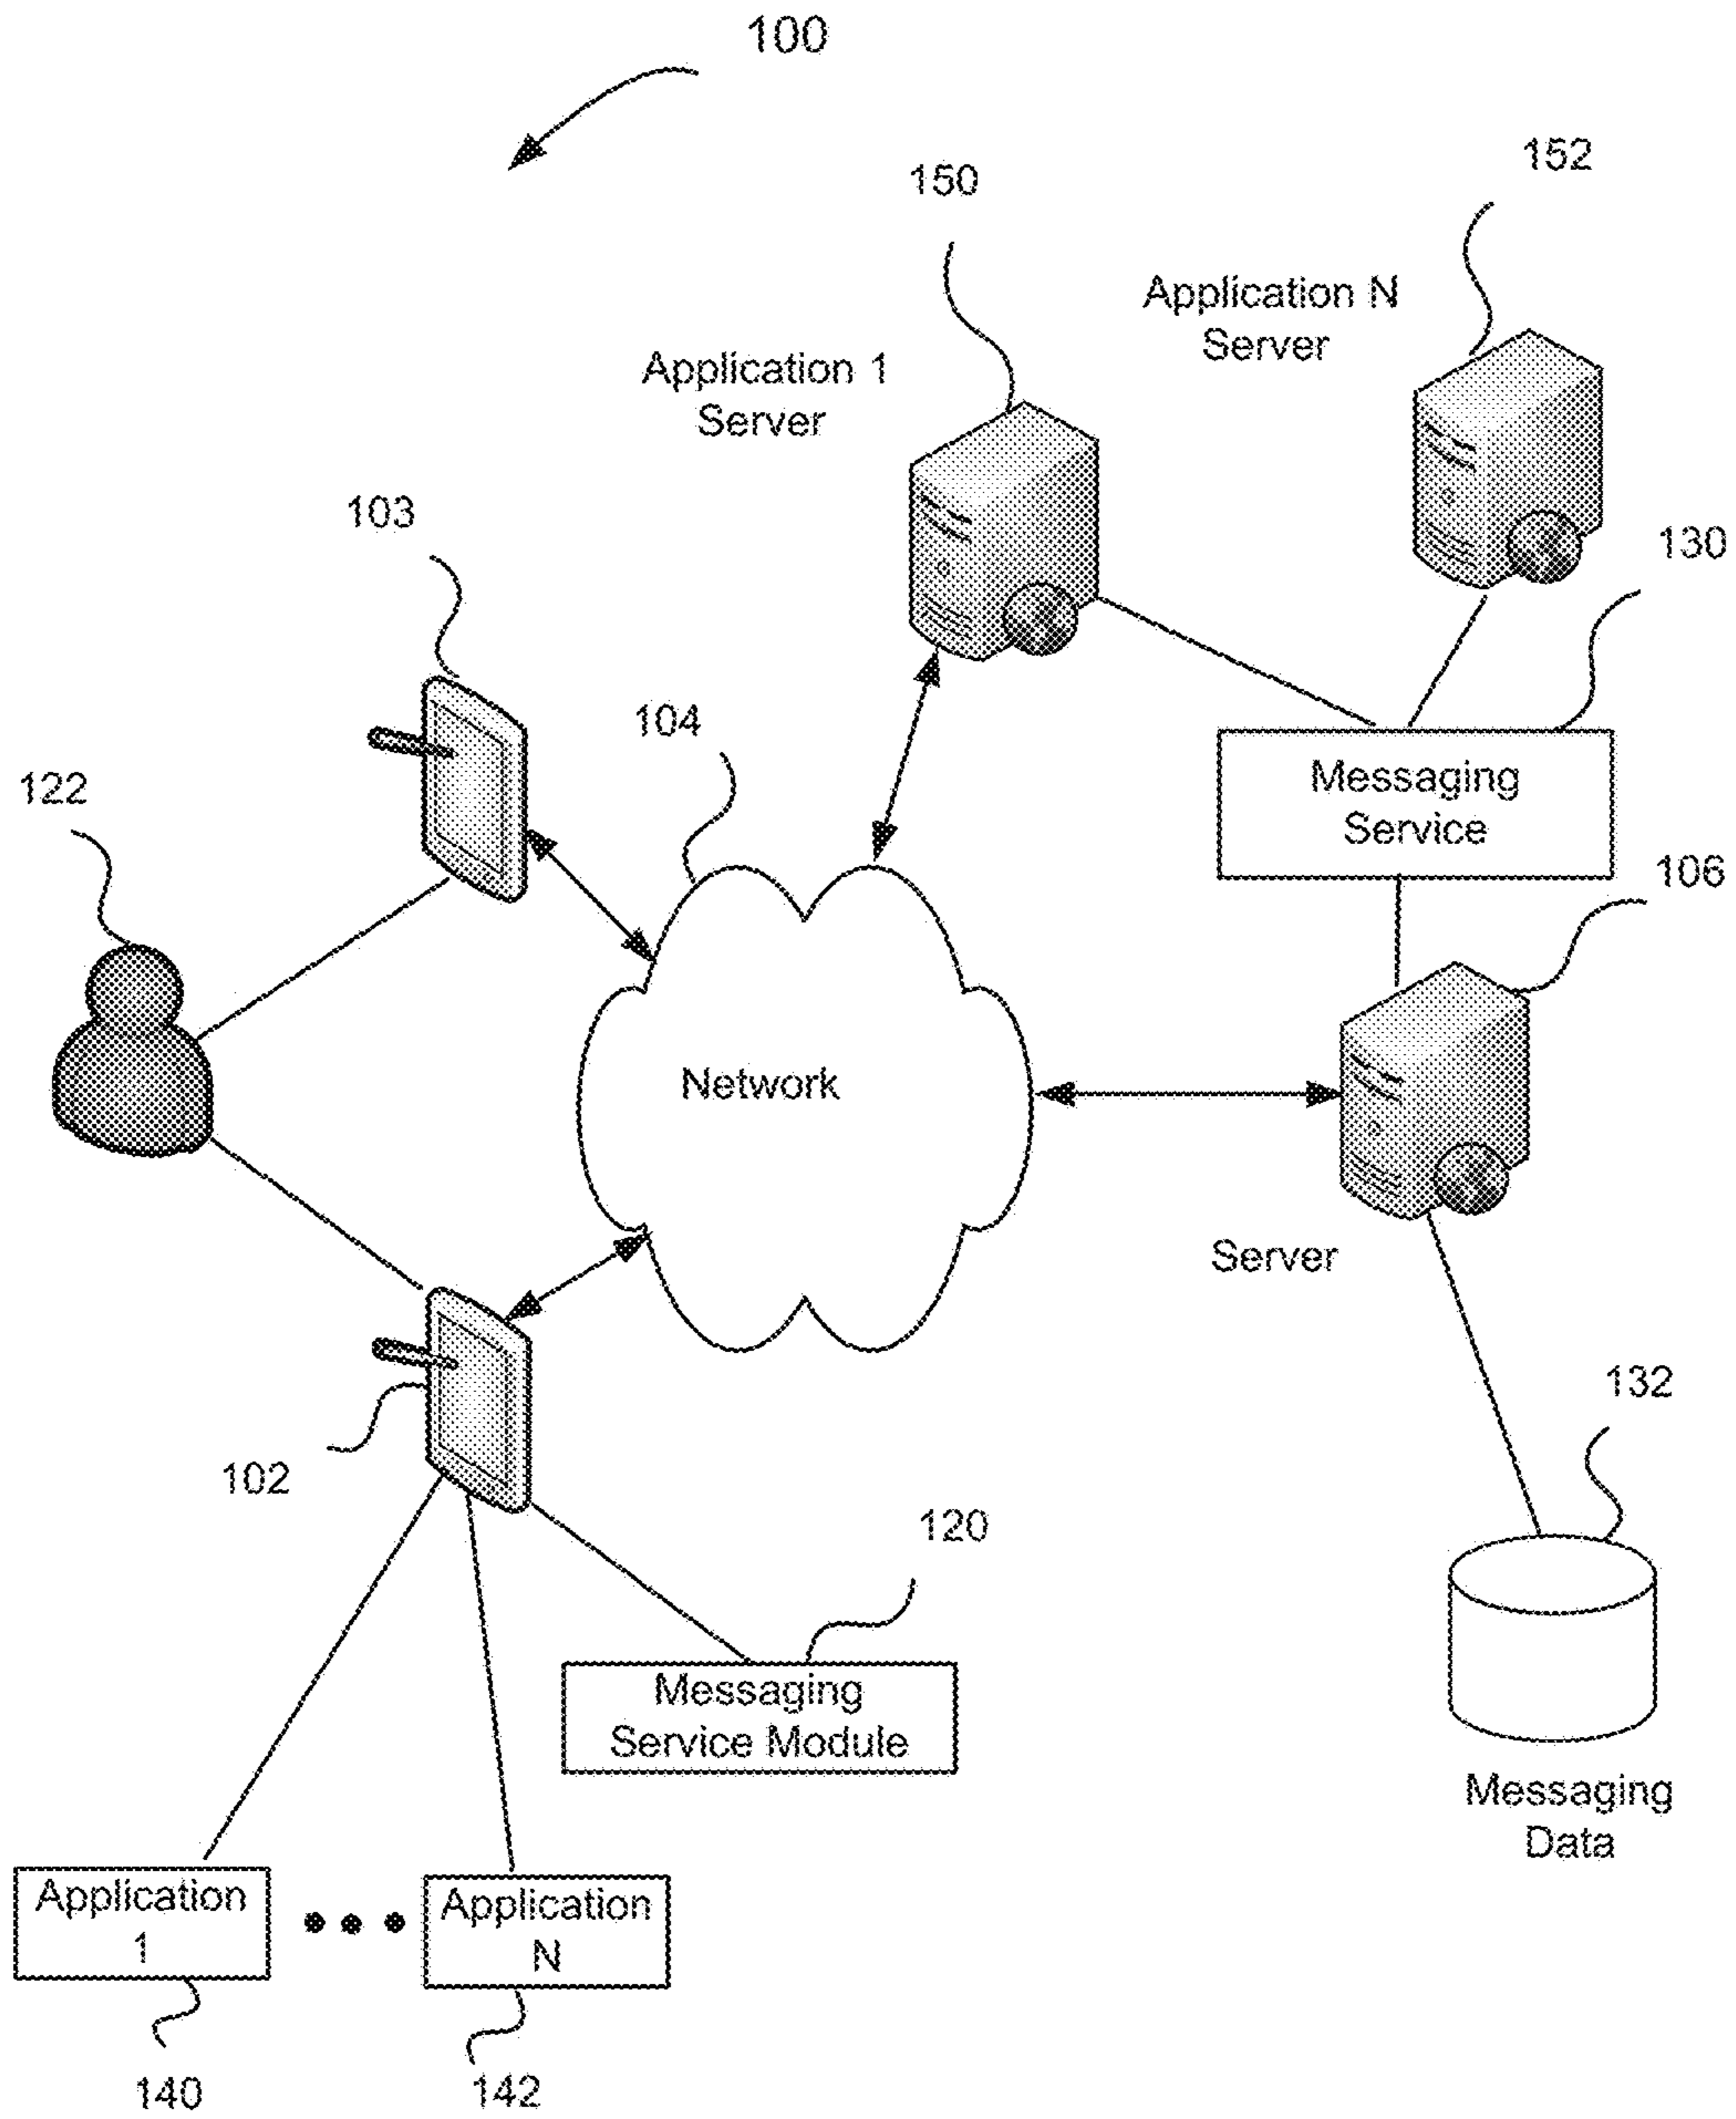 100
152
150
Application N
Server
Application 1
Server
103
130
104
Messaging
Service
122
106
Network
Server
132
102
120
Messaging
Service Module
Messaging
Data
Application
1
Application
N
140
142